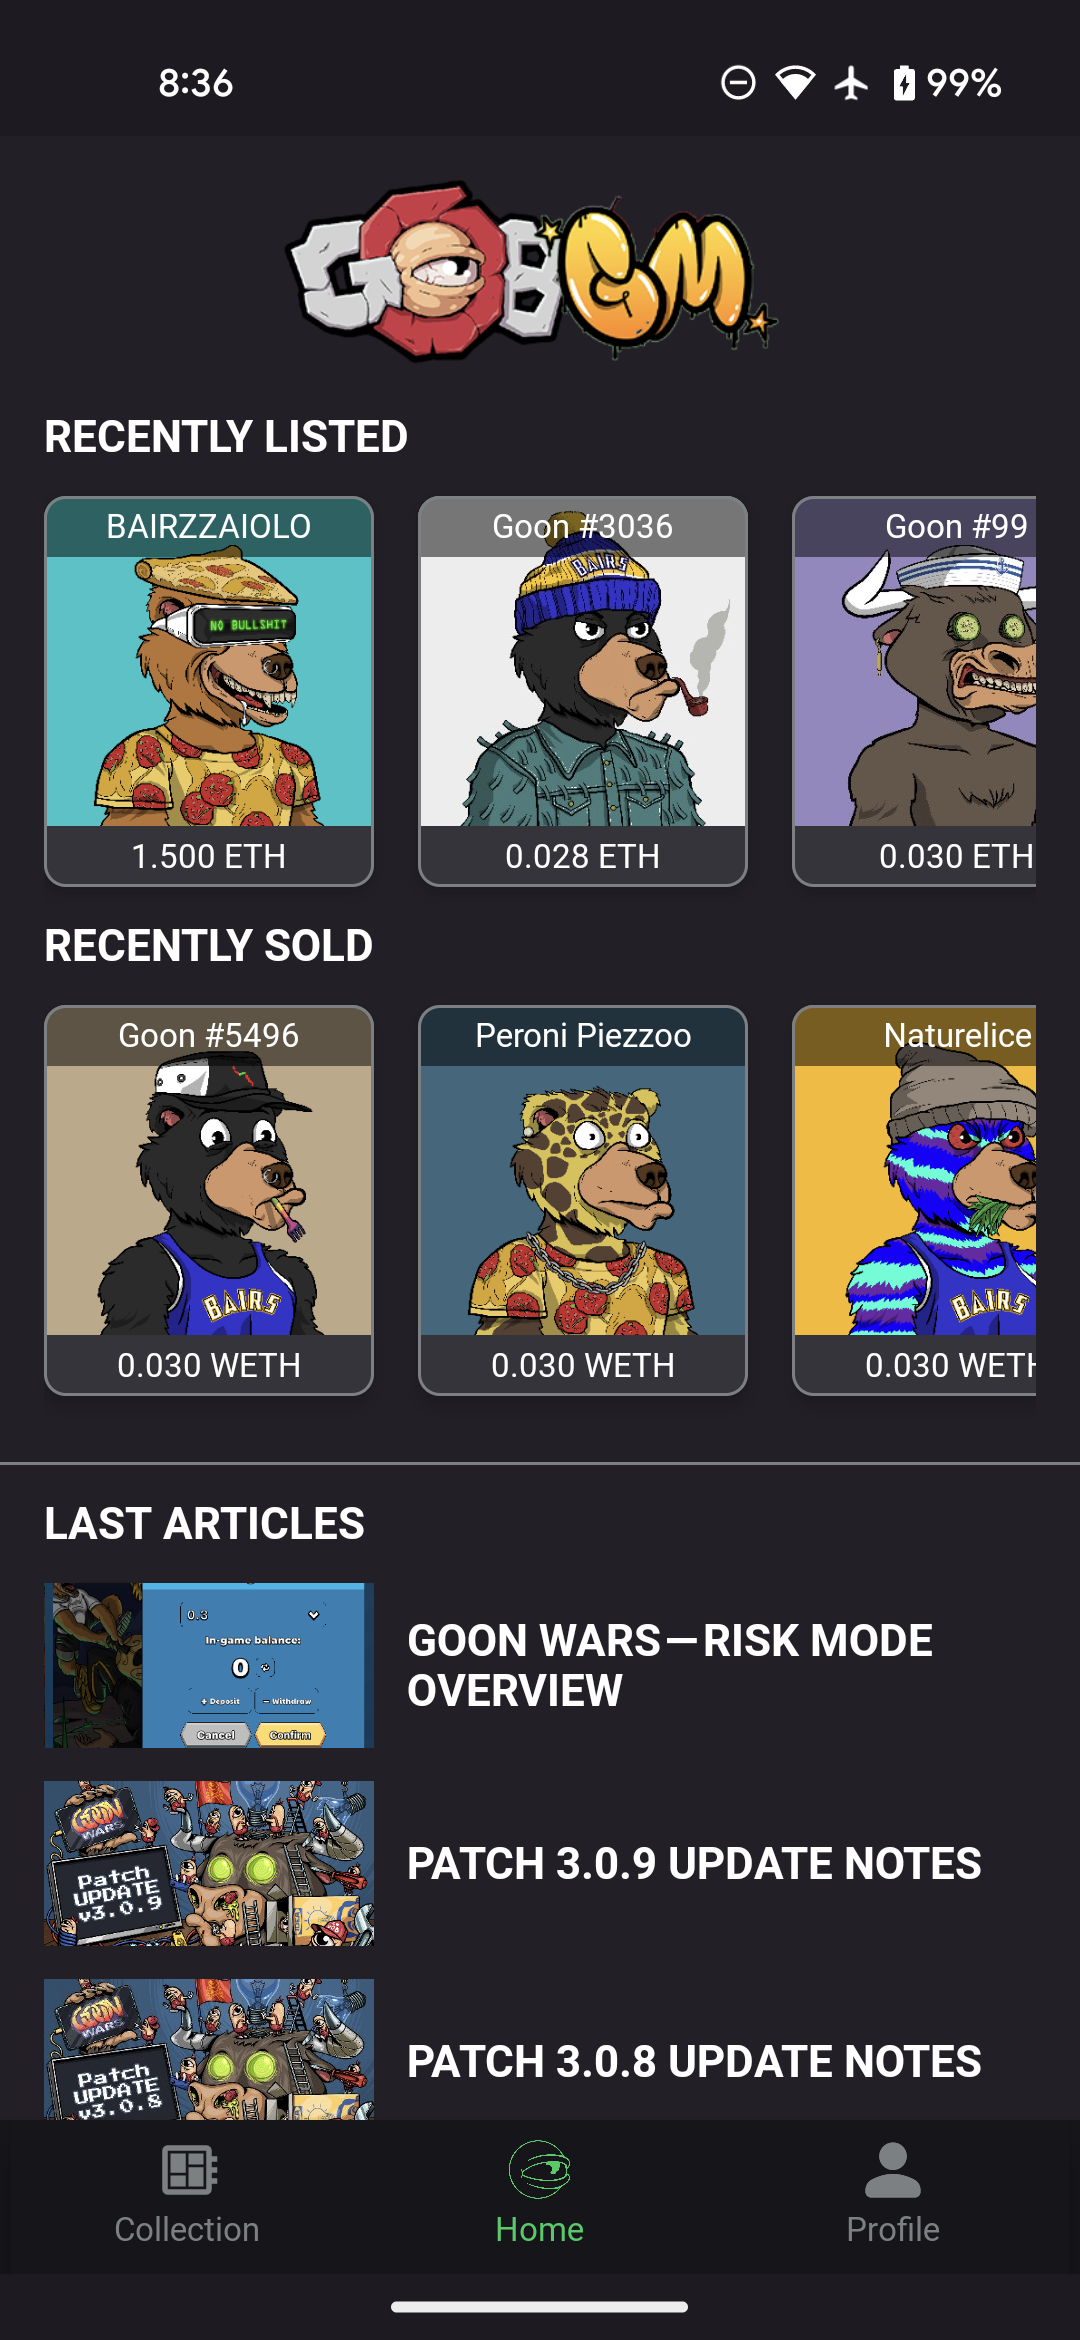 8:36
99%
GOBGM
RECENTLY LISTED
BAIRZZAIOLO
Goon #3036
Goon #99
NO BULLSHIT
BAIRS
1.500 ETH
0.028 ETH
0.030 ETH
RECENTLY SOLD
Goon #5496
Peroni Piezzoo
Naturelice
BAIRS
BAIRS
0.030 WETH
0.030 WETH
0.030 WETH
LAST ARTICLES
0.3
In-game balance:
0
+ Deposit
− Withdraw
Cancel
Confirm
GOON WARS — RISK MODE
OVERVIEW
GOON
WARS
Patch
UPDATE
v3.0.9
PATCH 3.0.9 UPDATE NOTES
GOON
WARS
Patch
UPDATE
v3.0.8
PATCH 3.0.8 UPDATE NOTES
Collection
Home
Profile